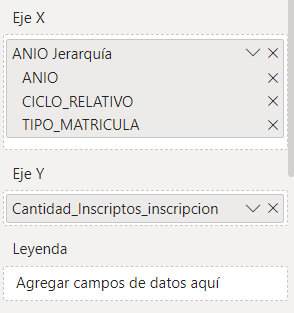 Eje X
ANIO Jerarquía
ANIO
CICLO_RELATIVO
TIPO_MATRICULA
Eje Y
Cantidad_Inscriptos_inscripcion
Leyenda
Agregar campos de datos aquí